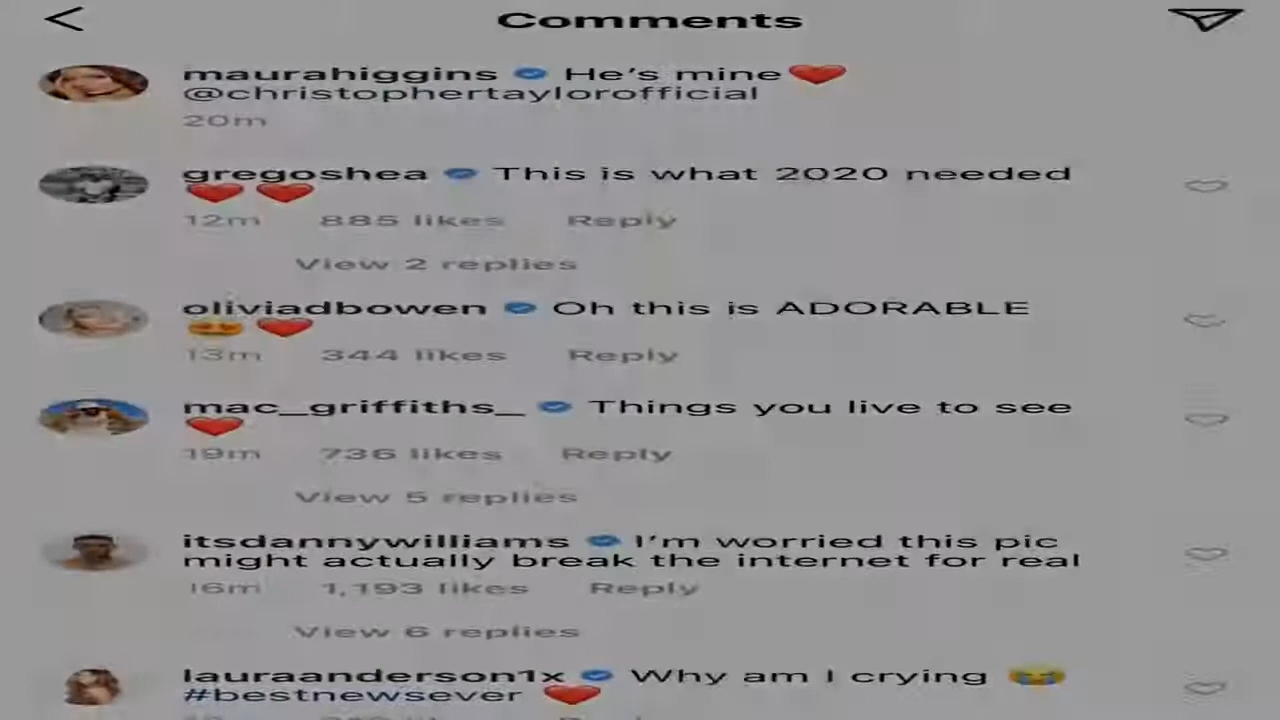 Comments
maurahiggins He's mine❤️
@christophertaylorofficial
20m
gregoshea This is what 2020 needed
❤️ ❤️
12m 885 likes Reply
View 2 replies
oliviadbowen Oh this is ADORABLE
😍 ❤️
13m 344 likes Reply
mac_griffiths_ Things you live to see
❤️
19m 736 likes Reply
View 5 replies
itsdannywilliams I'm worried this pic
might actually break the internet for real
16m 1,193 likes Reply
View 6 replies
lauraanderson1x Why am I crying 😭
#bestnewsever ❤️